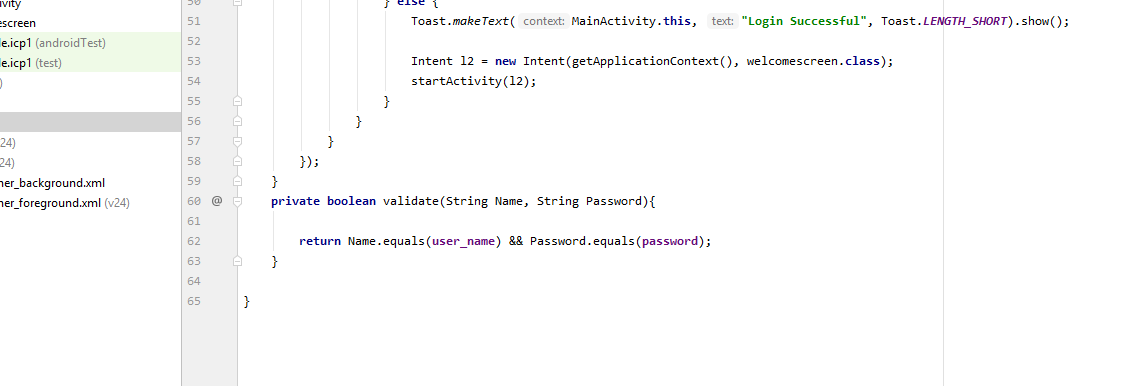 ivity
escreen
le.icp1 (androidTest)
le.icp1 (test)
)
24)
24)
ner_background.xml
ner_foreground.xml (v24)
50 } else {
51 Toast.makeText( context: MainActivity.this, text: "Login Successful", Toast.LENGTH_SHORT).show();
52
53 Intent l2 = new Intent(getApplicationContext(), welcomescreen.class);
54 startActivity(l2);
55 }
56 }
57 }
58 });
59 }
60 @ private boolean validate(String Name, String Password){
61
62 return Name.equals(user_name) && Password.equals(password);
63 }
64
65 }